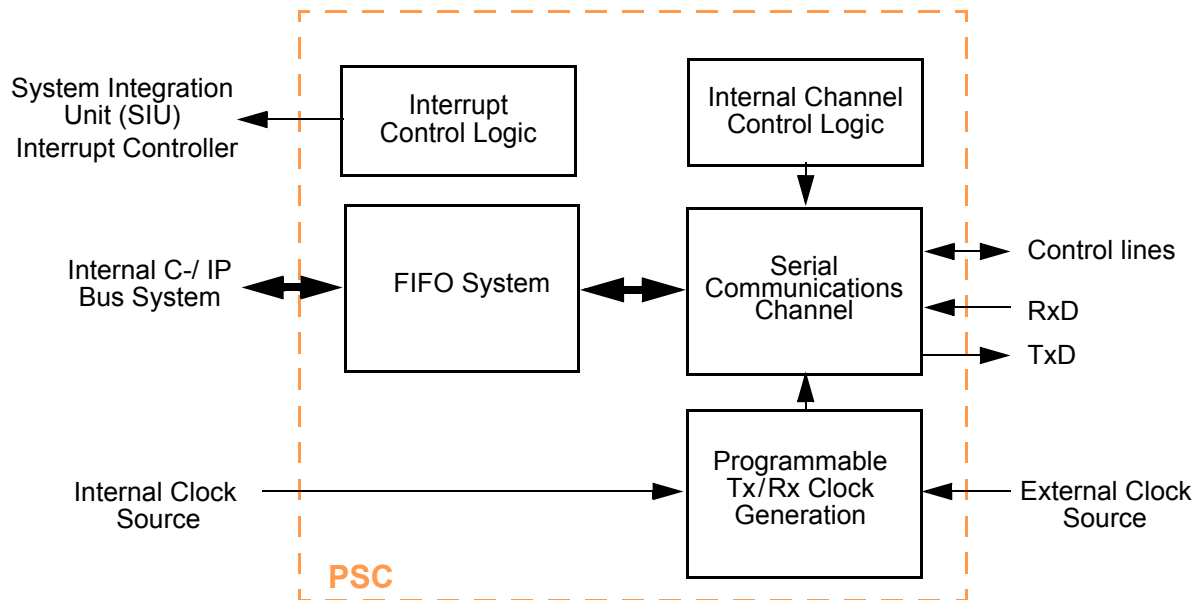 System Integration
Unit (SIU)
Interrupt Controller
Interrupt
Control Logic
Internal Channel
Control Logic
Internal C-/ IP
Bus System
FIFO System
Serial
Communications
Channel
Control lines
RxD
TxD
Internal Clock
Source
Programmable
Tx/Rx Clock
Generation
External Clock
Source
PSC